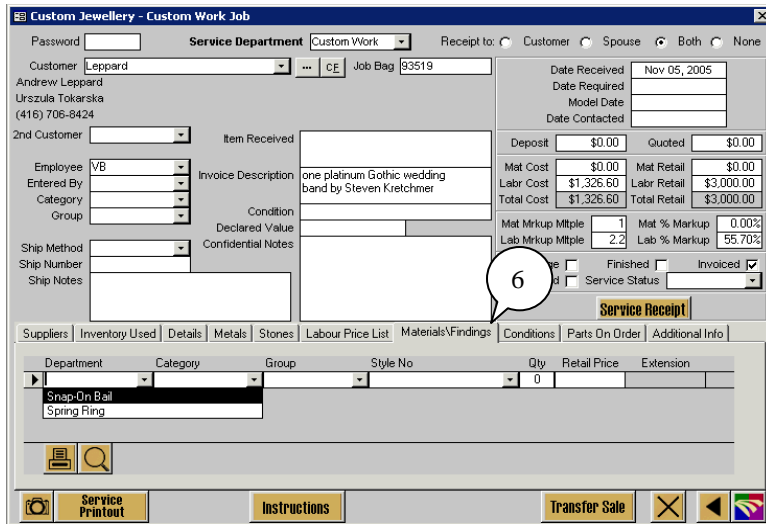 Custom Jewellery - Custom Work Job
Password Service Department Custom Work Receipt to: Customer Spouse Both None
Customer Leppard ... CF Job Bag 93519
Andrew Leppard
Urszula Tokarska
(416) 706-8424
2nd Customer
Item Received
Employee VB
Entered By
Category
Group
Invoice Description one platinum Gothic wedding
band by Steven Kretchmer
Condition
Declared Value
Ship Method
Confidential Notes
Ship Number
Ship Notes
Date Received Nov 05, 2005
Date Required
Model Date
Date Contacted
Deposit $0.00 Quoted $0.00
Mat Cost $0.00 Mat Retail $0.00
Labr Cost $1,326.60 Labr Retail $3,000.00
Total Cost $1,326.60 Total Retail $3,000.00
Mat Mrkup Mltple 1 Mat % Markup 0.00%
Lab Mrkup Mltple 2.2 Lab % Markup 55.70%
Finished Invoiced
Service Status
6
Service Receipt
Suppliers Inventory Used Details Metals Stones Labour Price List Materials\Findings Conditions Parts On Order Additional Info
Department Category Group Style No Qty Retail Price Extension
0
Snap-On Bail
Spring Ring
Service
Printout
Instructions
Transfer Sale